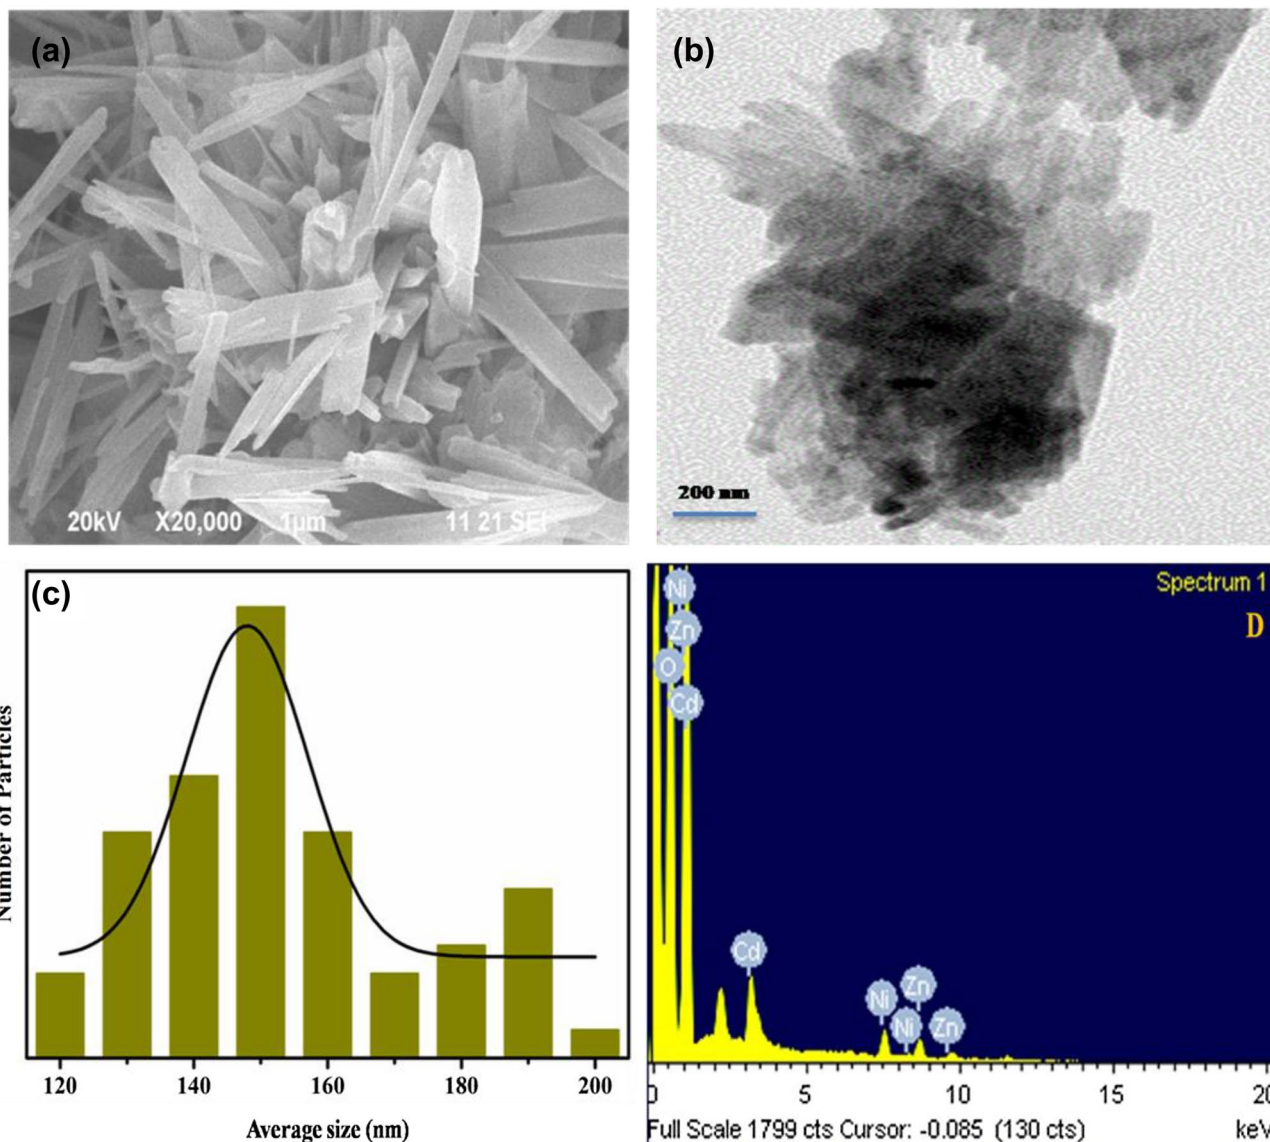 (a)
20kV X20,000 1μm 11 21 SEI
(b)
200 nm
(c)
Number of Particles
120 140 160 180 200
Average size (nm)
Spectrum 1
D
Ni
Zn
O
Cd
Cd
Ni
Zn
Ni
Zn
0 5 10 15 20
Full Scale 1799 cts Cursor: -0.085 (130 cts) keV